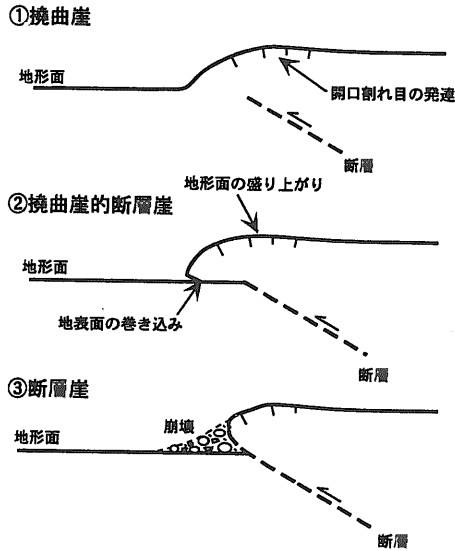 ①撓曲崖
地形面
開口割れ目の発達
断層
地形面の盛り上がり
②撓曲崖的断層崖
地形面
地表面の巻き込み
断層
③断層崖
崩壊
地形面
断層